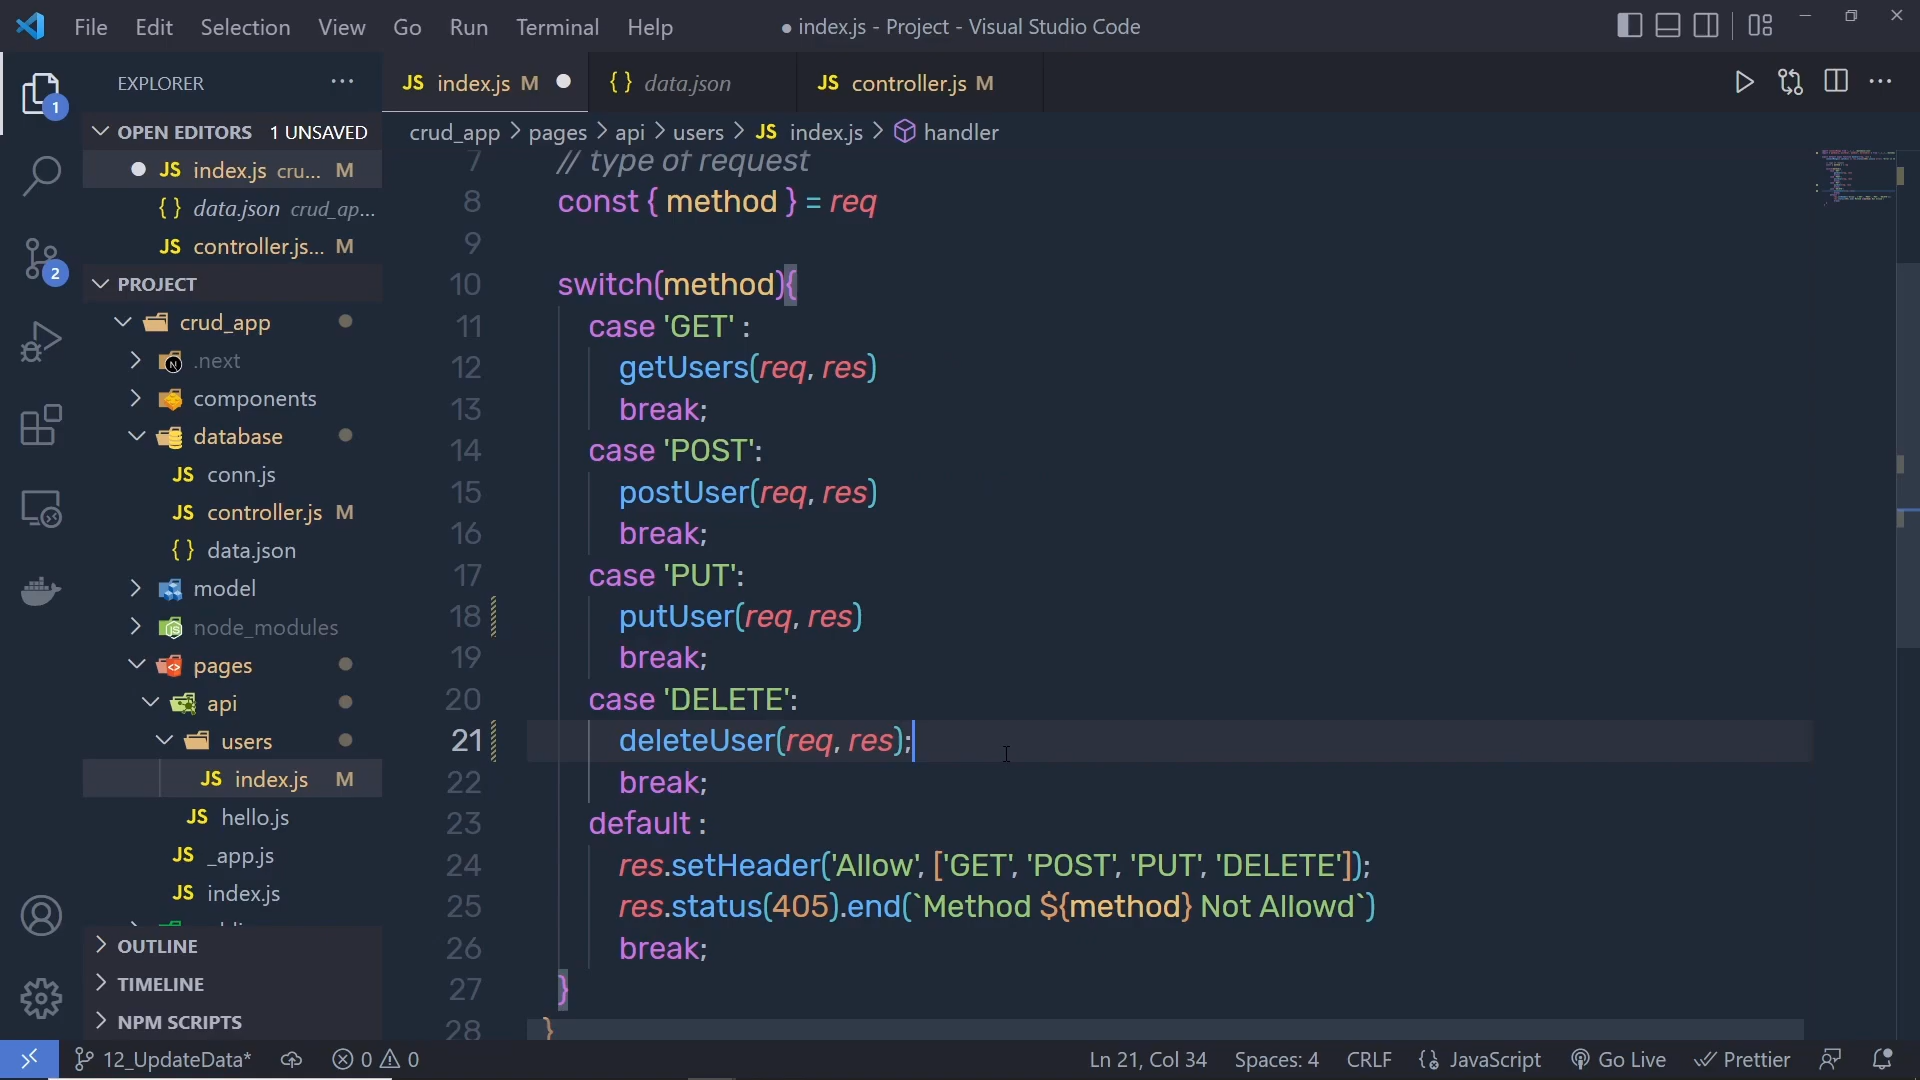 File Edit Selection View Go Run Terminal Help
● index.js - Project - Visual Studio Code
EXPLORER ···
JS index.js M
{ } data.json
JS controller.js M
1
2
OPEN EDITORS 1 UNSAVED
JS index.js cru... M
{ } data.json crud_ap...
JS controller.js... M
PROJECT
crud_app
.next
components
database
JS conn.js
JS controller.js M
{ } data.json
model
node_modules
pages
api
users
JS index.js M
JS hello.js
JS _app.js
JS index.js
OUTLINE
TIMELINE
NPM SCRIPTS
crud_app > pages > api > users > JS index.js > handler
7 // type of request
8 const { method } = req
9
10 switch(method){
11 case 'GET' :
12 getUsers(req, res)
13 break;
14 case 'POST':
15 postUser(req, res)
16 break;
17 case 'PUT':
18 putUser(req, res)
19 break;
20 case 'DELETE':
21 deleteUser(req, res);
22 break;
23 default :
24 res.setHeader('Allow', ['GET', 'POST', 'PUT', 'DELETE']);
25 res.status(405).end(`Method ${method} Not Allowd`)
26 break;
27 }
28 }
12_UpdateData* 0 0 Ln 21, Col 34 Spaces: 4 CRLF JavaScript Go Live Prettier